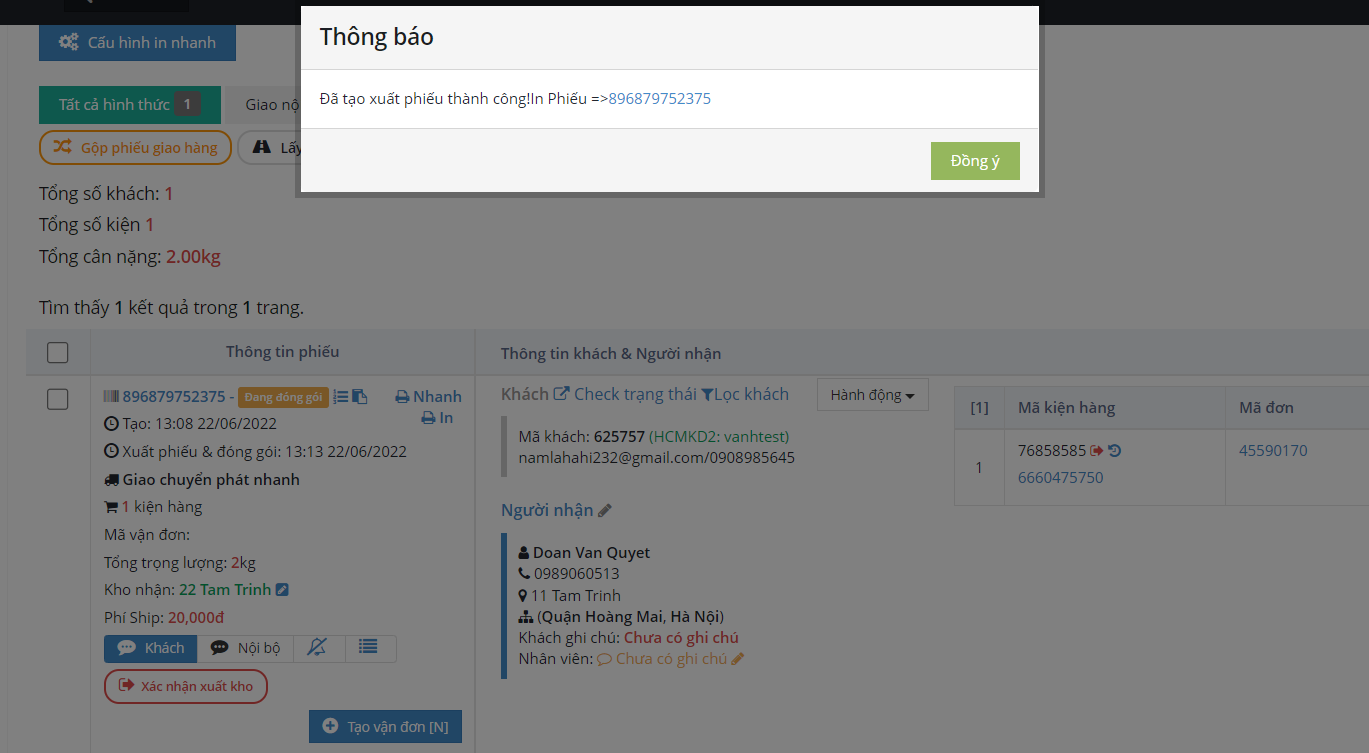 Thông báo
Đã tạo xuất phiếu thành công!In Phiếu =>896879752375
Đồng ý
Cấu hình in nhanh
Tất cả hình thức 1
Giao nộ
Gộp phiếu giao hàng
Lấy
Tổng số khách: 1
Tổng số kiện 1
Tổng cân nặng: 2.00kg
Tìm thấy 1 kết quả trong 1 trang.
Thông tin phiếu
Thông tin khách & Người nhận
896879752375 - Đang đóng gói Nhanh
In
Tạo: 13:08 22/06/2022
Xuất phiếu & đóng gói: 13:13 22/06/2022
Giao chuyển phát nhanh
1 kiện hàng
Mã vận đơn:
Tổng trọng lượng: 2kg
Kho nhận: 22 Tam Trinh
Phí Ship: 20,000đ
Khách Nội bộ
Xác nhận xuất kho
Tạo vận đơn [N]
Khách Check trạng thái Lọc khách
Hành động
Mã khách: 625757 (HCMKD2: vanhtest)
namlahahi232@gmail.com/0908985645
Người nhận
Doan Van Quyet
0989060513
11 Tam Trinh
(Quận Hoàng Mai, Hà Nội)
Khách ghi chú: Chưa có ghi chú
Nhân viên: Chưa có ghi chú
[1] Mã kiện hàng Mã đơn
1 76858585 45590170
6660475750